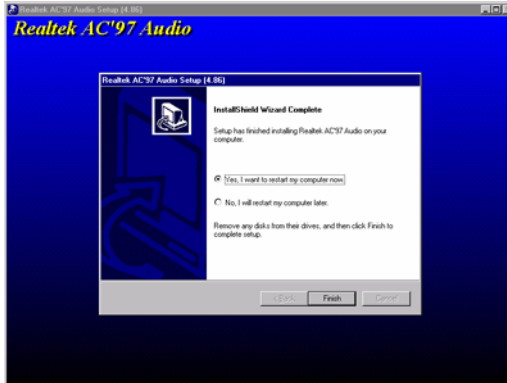 Realtek AC'97 Audio Setup (4.86)
Realtek AC'97 Audio
Realtek AC'97 Audio Setup (4.86)
InstallShield Wizard Complete
Setup has finished installing Realtek AC'97 Audio on your
computer.
Yes, I want to restart my computer now.
No, I will restart my computer later.
Remove any disks from their drives, and then click Finish to
complete setup.
< Back Finish Cancel